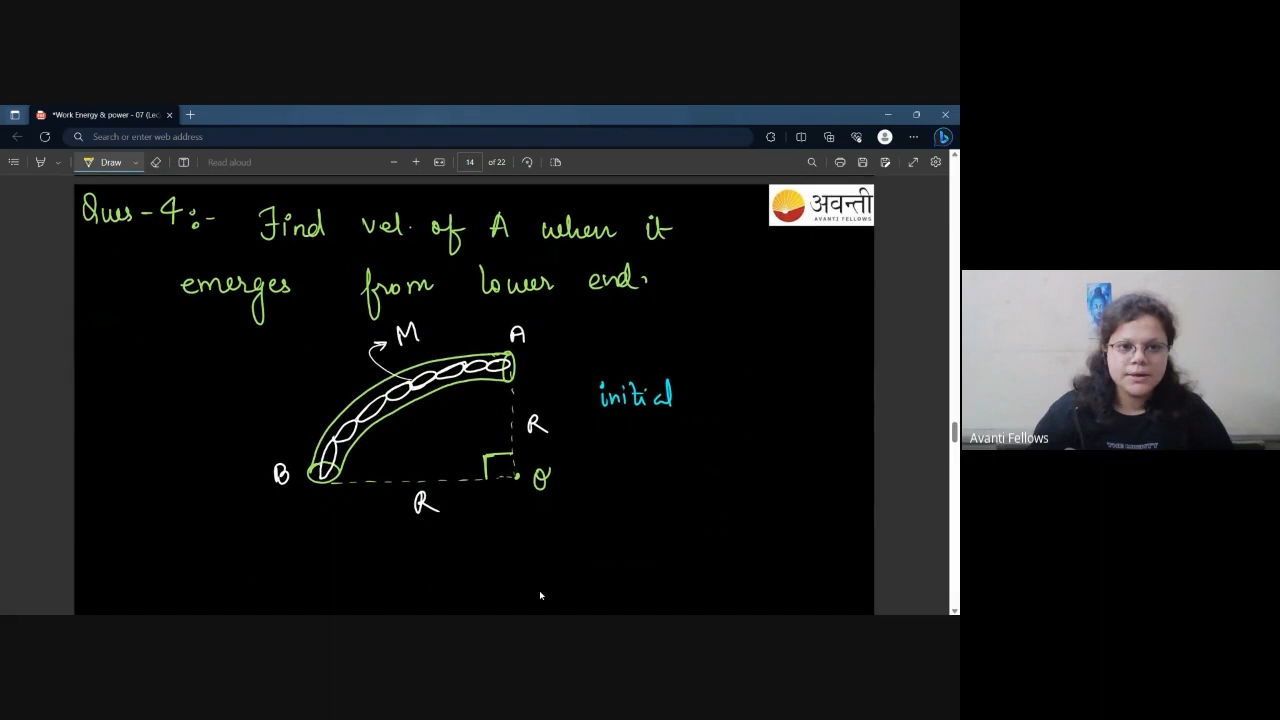 *Work Energy & power - 07 (Lec
Search or enter web address
Draw
Read aloud
14
of 22
Ques - 4 :-
Find vel. of A when it
emerges from lower end.
अवन्ती
AVANTI FELLOWS
M
A
initial
R
B
O
R
Avanti Fellows